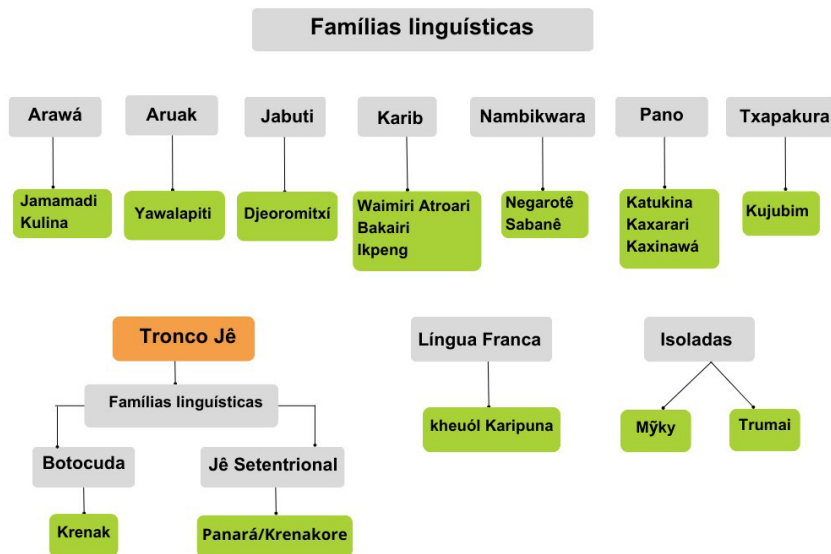 Famílias linguísticas
Arawá
Aruak
Jabuti
Karib
Nambikwara
Pano
Txapakura
Jamamadi
Kulina
Yawalapiti
Djeoromitxí
Waimiri Atroari
Bakairi
Ikpeng
Negarotê
Sabanê
Katukina
Kaxarari
Kaxinawá
Kujubim
Tronco Jê
Famílias linguísticas
Botocuda
Jê Setentrional
Krenak
Panará/Krenakore
Língua Franca
kheuól Karipuna
Isoladas
Mỹky
Trumai